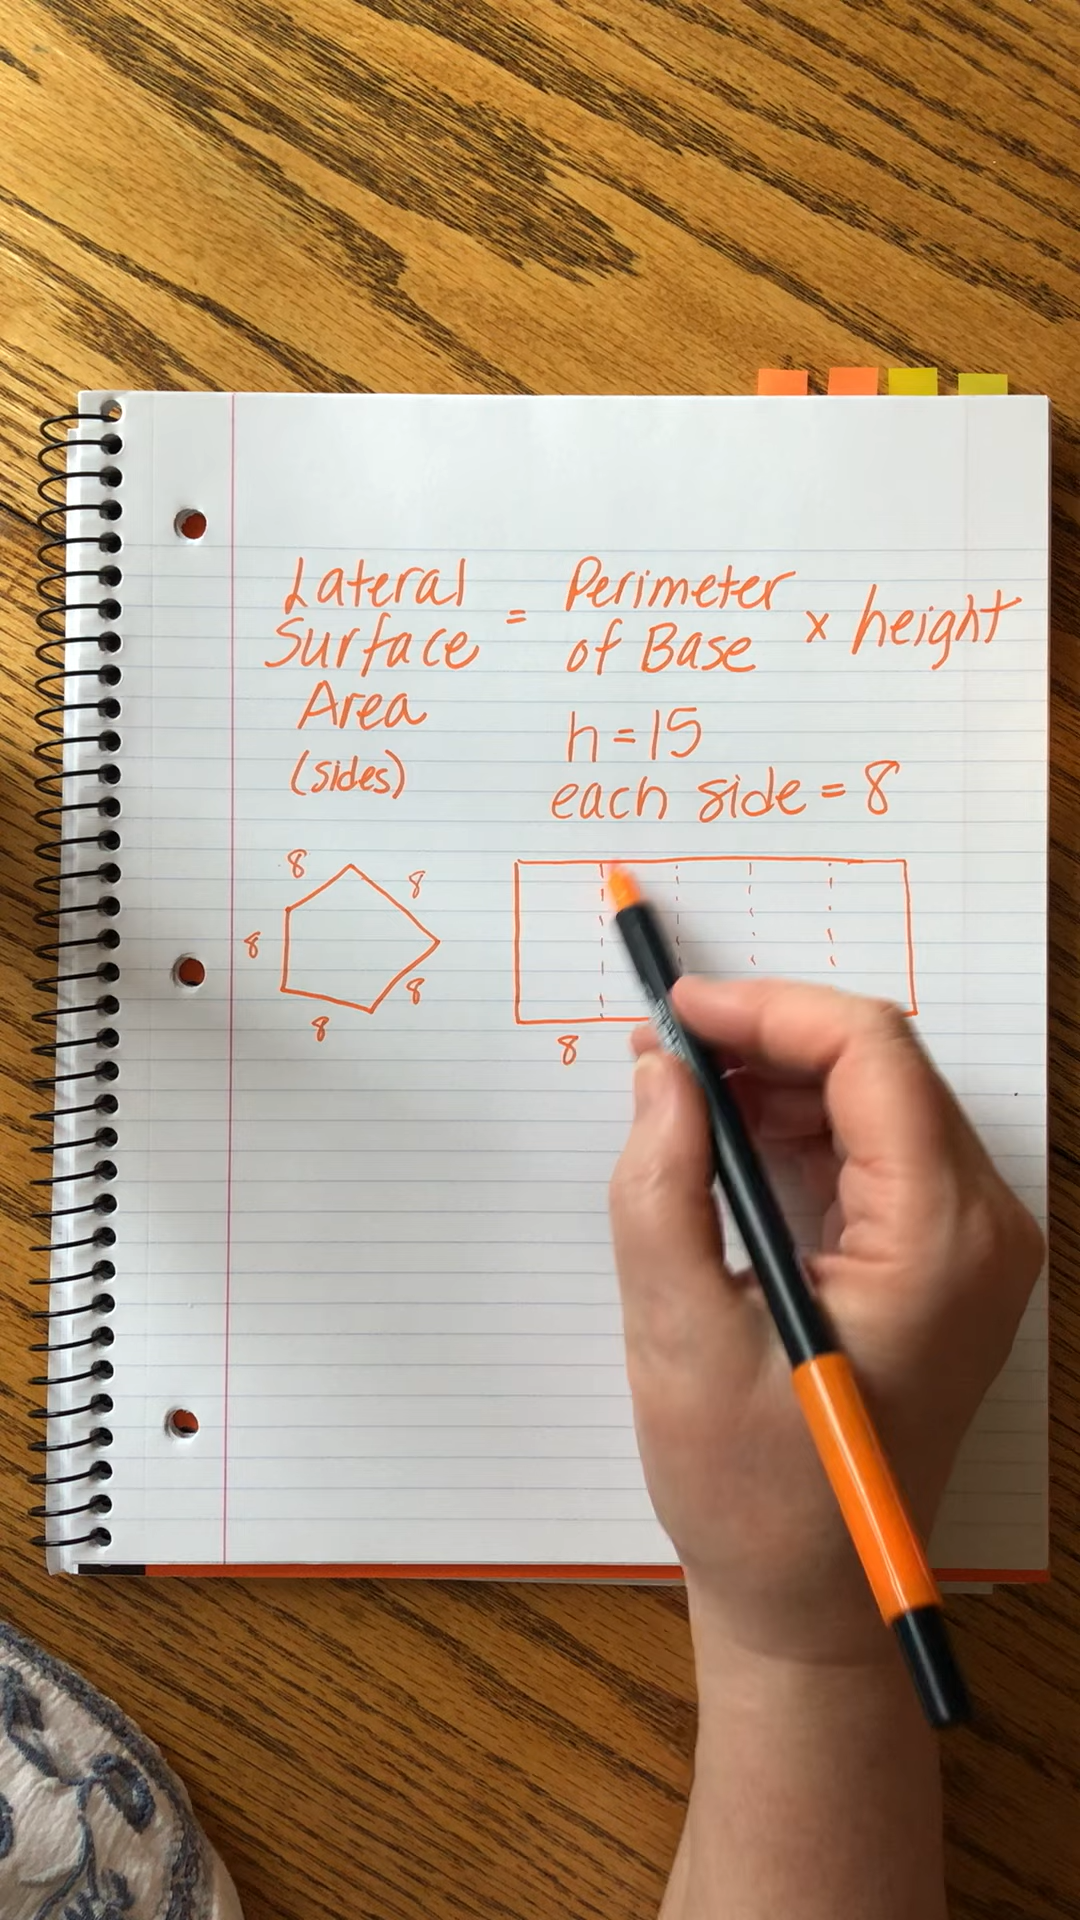 Lateral
Surface
Area
(sides)
=
Perimeter
of Base
x height
h = 15
each side = 8
8
8
8
8
8
8